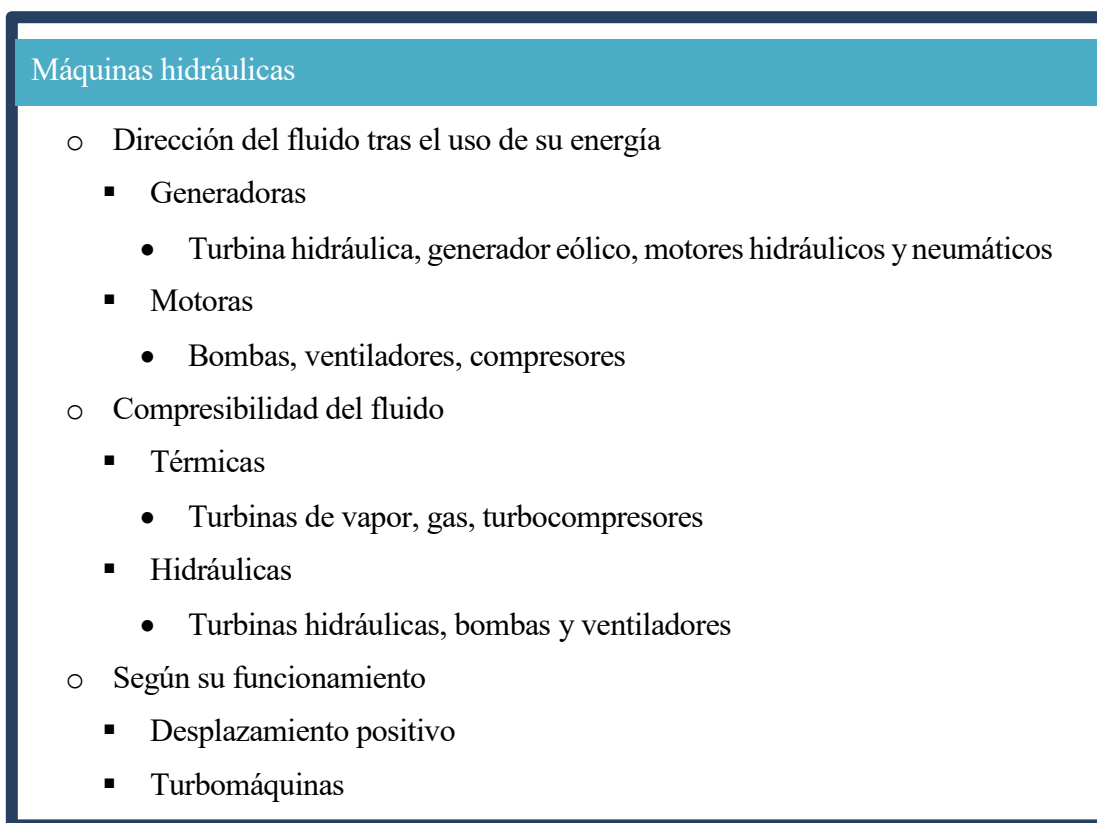 Máquinas hidráulicas
o Dirección del fluido tras el uso de su energía
▪ Generadoras
• Turbina hidráulica, generador eólico, motores hidráulicos y neumáticos
▪ Motoras
• Bombas, ventiladores, compresores
o Compresibilidad del fluido
▪ Térmicas
• Turbinas de vapor, gas, turbocompresores
▪ Hidráulicas
• Turbinas hidráulicas, bombas y ventiladores
o Según su funcionamiento
▪ Desplazamiento positivo
▪ Turbomáquinas